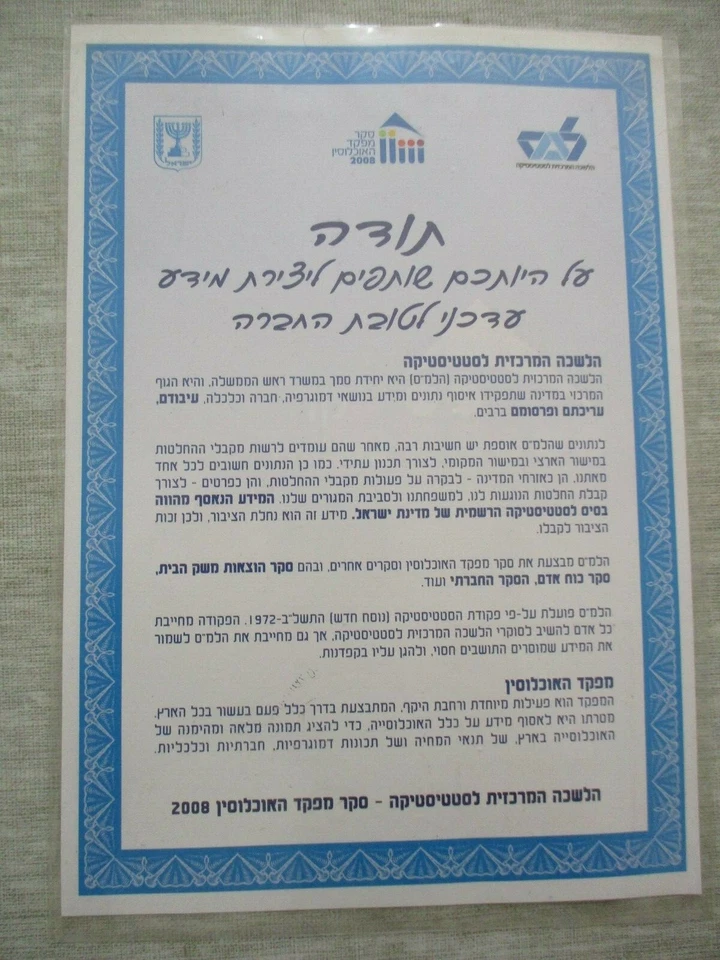 ישראל
סקר
מפקד
האוכלוסין
2008
הלשכה המרכזית לסטטיסטיקה
תודה
על היותכם שותפים ליצירת מידע
עדכני לטובת החברה
הלשכה המרכזית לסטטיסטיקה
הלשכה המרכזית לסטטיסטיקה (הלמ"ס) היא יחידת סמך במשרד ראש הממשלה, והיא הגוף
המרכזי במדינה שתפקידו איסוף נתונים ומידע בנושאי דמוגרפיה, חברה וכלכלה, עיבודם,
עריכתם ופרסומם ברבים.
לנתונים שהלמ"ס אוספת יש חשיבות רבה, מאחר שהם עומדים לרשות מקבלי ההחלטות
במישור הארצי ובמישור המקומי, לצורך תכנון עתידי. כמו כן הנתונים חשובים לכל אחד
מאתנו, הן כאזרחי המדינה - לבקרה על פעולות מקבלי ההחלטות, והן כפרטים - לצורך
קבלת החלטות הנוגעות לנו, למשפחתנו ולסביבת המגורים שלנו. המידע הנאסף מהווה
בסיס לסטטיסטיקה הרשמית של מדינת ישראל. מידע זה הוא נחלת הציבור, ולכן זכות
הציבור לקבלו.
הלמ"ס מבצעת את סקר מפקד האוכלוסין וסקרים אחרים, ובהם סקר הוצאות משק הבית,
סקר כוח אדם, הסקר החברתי ועוד.
הלמ"ס פועלת על-פי פקודת הסטטיסטיקה (נוסח חדש) התשל"ב-1972. הפקודה מחייבת
כל אדם להשיב לסוקרי הלשכה המרכזית לסטטיסטיקה, אך גם מחייבת את הלמ"ס לשמור
את המידע שמוסרים התושבים חסוי, ולהגן עליו בקפדנות.
מפקד האוכלוסין
המפקד הוא פעילות מיוחדת ורחבת היקף, המתבצעת בדרך כלל פעם בעשור בכל הארץ.
מטרתו היא לאסוף מידע על כלל האוכלוסייה, כדי להציג תמונה מלאה ומהימנה של
האוכלוסייה בארץ, של תנאי המחיה ושל תכונות דמוגרפיות, חברתיות וכלכליות.
הלשכה המרכזית לסטטיסטיקה - סקר מפקד האוכלוסין 2008